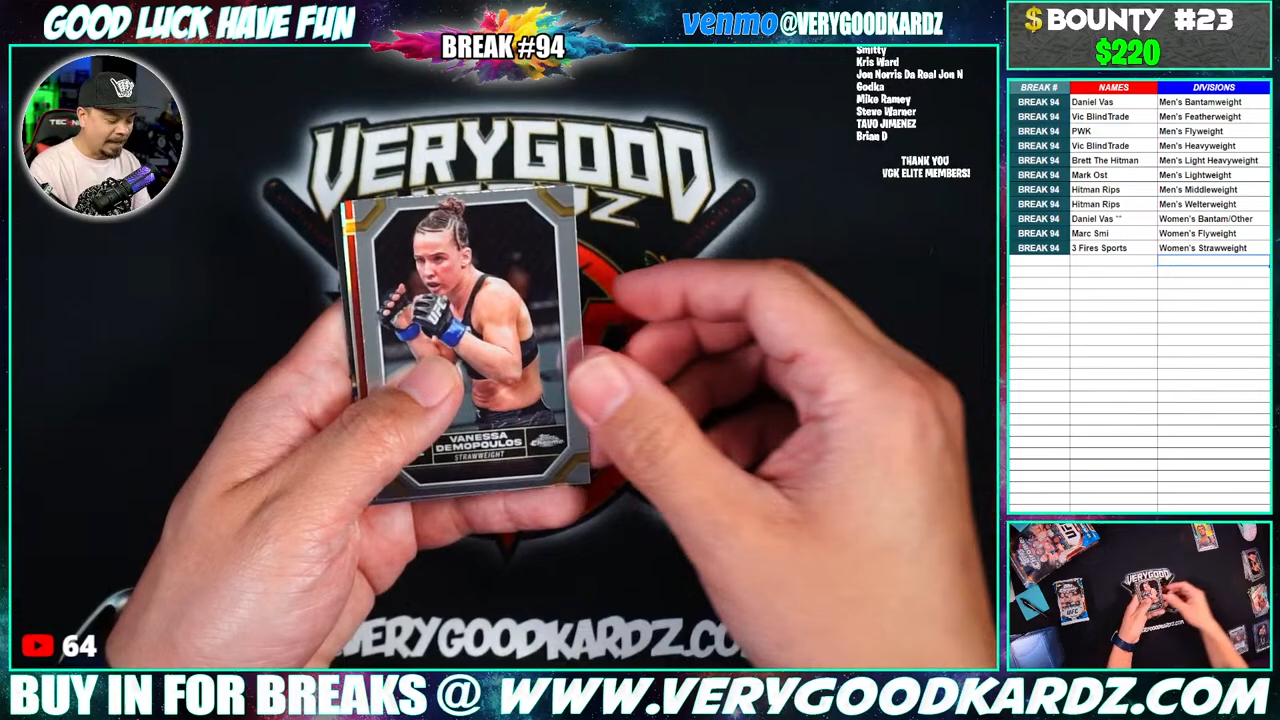 GOOD LUCK HAVE FUN
BREAK #94
venmo @VERYGOODKARDZ
$ BOUNTY #23
$220
Smitty
Kris Ward
Jon Norris Da Real Jon N
Godka
Mike Ramey
Steve Warner
TAVO JIMENEZ
Brian D
THANK YOU
VGK ELITE MEMBERS!
BREAK # NAMES DIVISIONS
BREAK 94 Daniel Vas Men's Bantamweight
BREAK 94 Vic BlindTrade Men's Featherweight
BREAK 94 PWK Men's Flyweight
BREAK 94 Vic BlindTrade Men's Heavyweight
BREAK 94 Brett The Hitman Men's Light Heavyweight
BREAK 94 Mark Ost Men's Lightweight
BREAK 94 Hitman Rips Men's Middleweight
BREAK 94 Hitman Rips Men's Welterweight
BREAK 94 Daniel Vas ** Women's Bantam/Other
BREAK 94 Marc Smi Women's Flyweight
BREAK 94 3 Fires Sports Women's Strawweight
VERYGOOD
UFC
VANESSA
DEMOPOULOS
STRAWWEIGHT
Chrome
VERYGOODKARDZ.CO
64
BUY IN FOR BREAKS @ WWW.VERYGOODKARDZ.COM